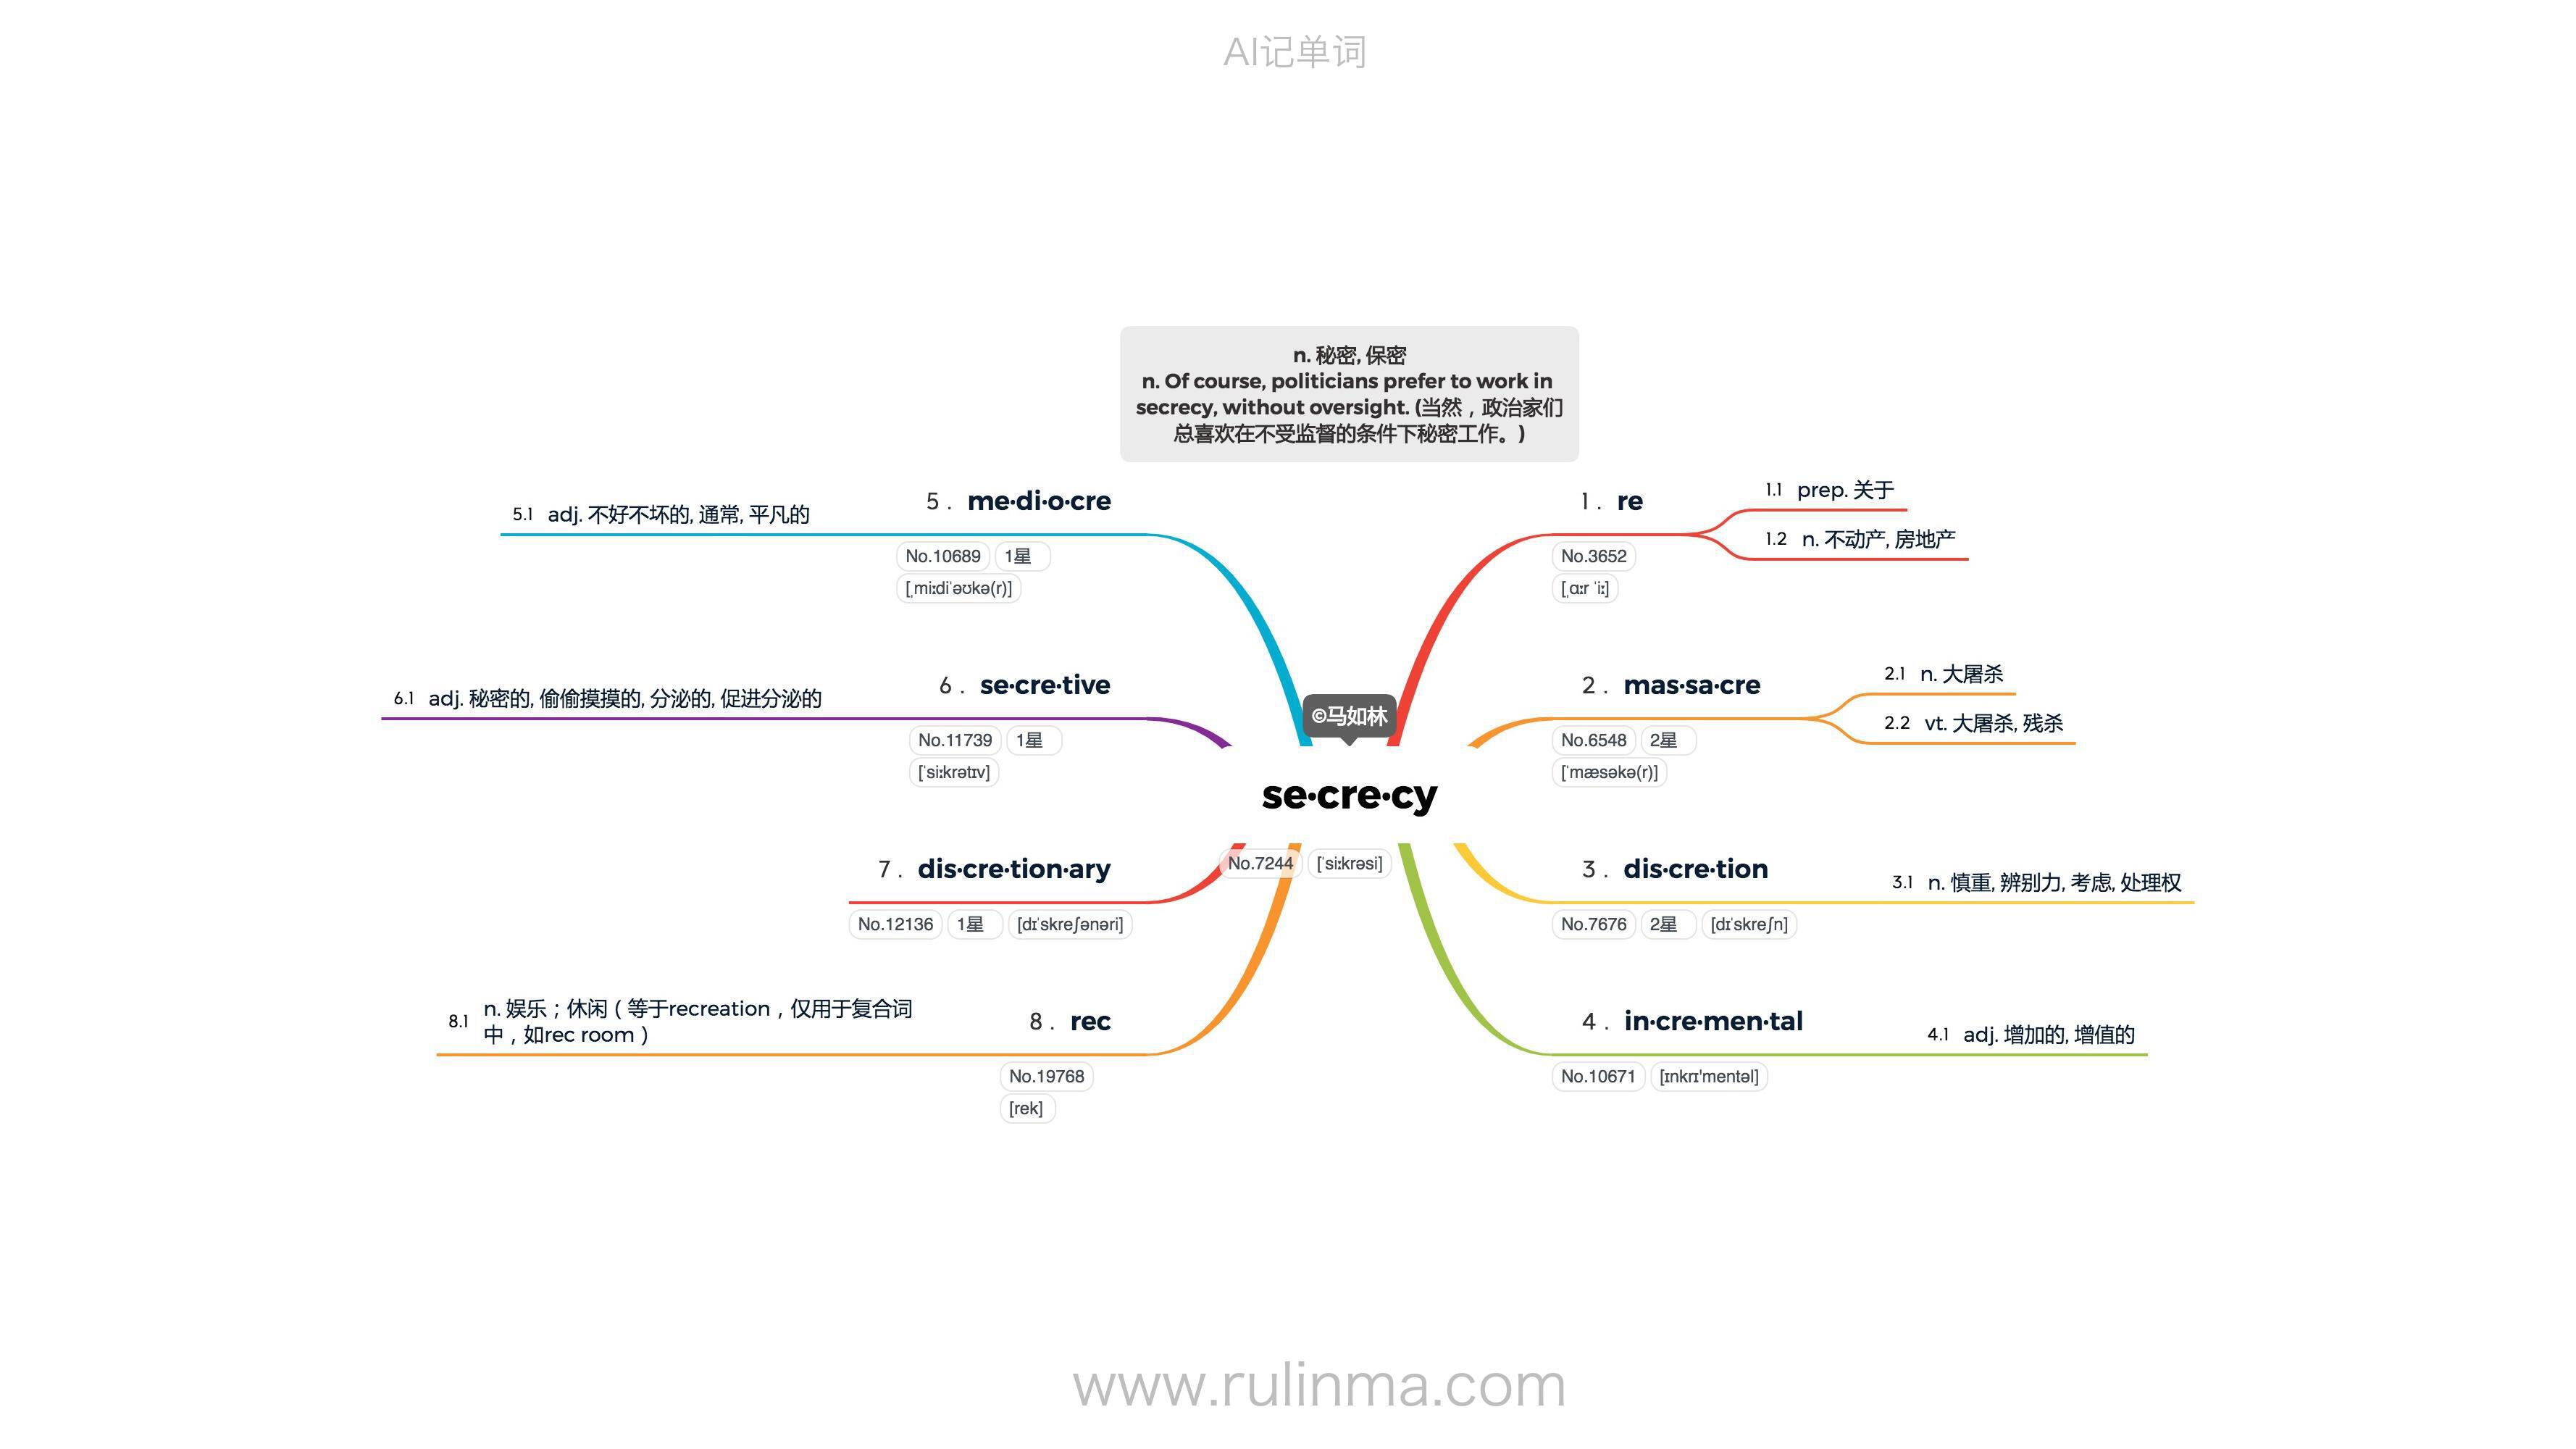 AI记单词
n. 秘密, 保密
n. Of course, politicians prefer to work in
secrecy, without oversight. (当然，政治家们
总喜欢在不受监督的条件下秘密工作。)
©马如林
se·cre·cy
No.7244 [ˈsiːkrəsi]
1 . re
No.3652
[ˌɑːr ˈiː]
1.1 prep. 关于
1.2 n. 不动产, 房地产
2 . mas·sa·cre
No.6548 2星
[ˈmæsəkə(r)]
2.1 n. 大屠杀
2.2 vt. 大屠杀, 残杀
3 . dis·cre·tion
No.7676 2星 [dɪˈskreʃn]
3.1 n. 慎重, 辨别力, 考虑, 处理权
4 . in·cre·men·tal
No.10671 [ɪnkrɪ'mentəl]
4.1 adj. 增加的, 增值的
5 . me·di·o·cre
No.10689 1星
[ˌmiːdiˈəʊkə(r)]
5.1 adj. 不好不坏的, 通常, 平凡的
6 . se·cre·tive
No.11739 1星
[ˈsiːkrətɪv]
6.1 adj. 秘密的, 偷偷摸摸的, 分泌的, 促进分泌的
7 . dis·cre·tion·ary
No.12136 1星 [dɪˈskreʃənəri]
8 . rec
No.19768
[rek]
8.1 n. 娱乐；休闲（等于recreation，仅用于复合词
中，如rec room）
www.rulinma.com